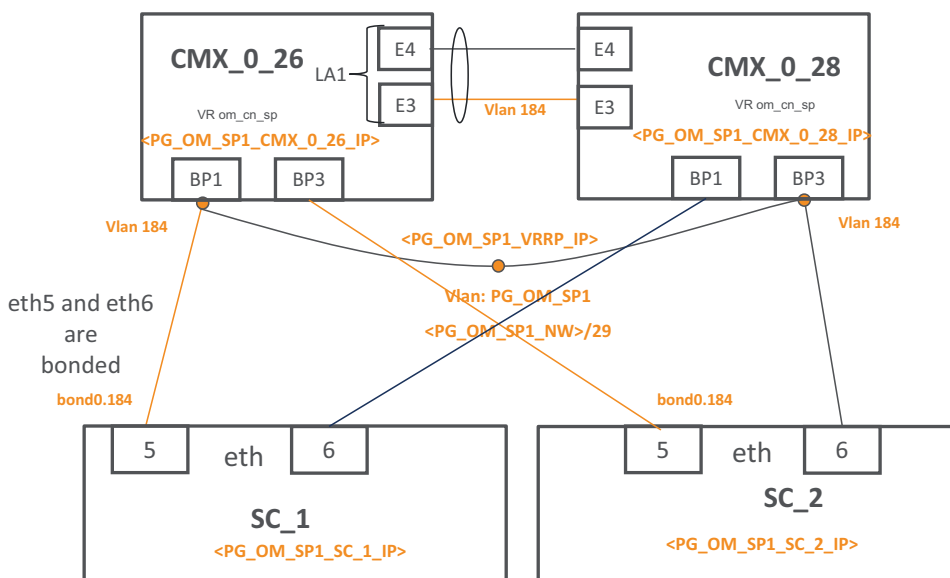 CMX_0_26
LA1
E4
E3
VR om_cn_sp
<PG_OM_SP1_CMX_0_26_IP>
BP1
BP3
Vlan 184
E4
E3
CMX_0_28
VR om_cn_sp
<PG_OM_SP1_CMX_0_28_IP>
BP1
BP3
Vlan 184
Vlan 184
<PG_OM_SP1_VRRP_IP>
Vlan: PG_OM_SP1
<PG_OM_SP1_NW>/29
eth5 and eth6
are
bonded
bond0.184
bond0.184
5
eth
6
SC_1
<PG_OM_SP1_SC_1_IP>
5
eth
6
SC_2
<PG_OM_SP1_SC_2_IP>